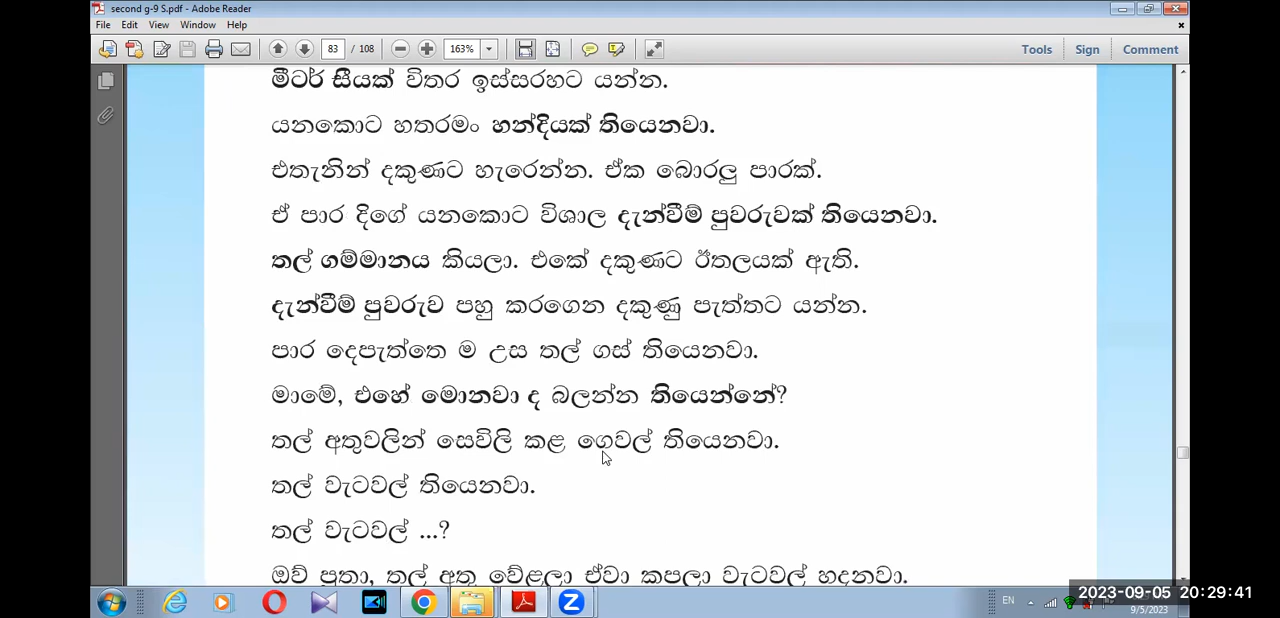 second g-9 S.pdf - Adobe Reader
File Edit View Window Help
83 / 108 163% Tools Sign Comment
මීටර් සීයක් විතර ඉස්සරහට යන්න.
යනකොට හතරමං හන්දියක් තියෙනවා.
එතැනින් දකුණට හැරෙන්න. ඒක බොරලු පාරක්.
ඒ පාර දිගේ යනකොට විශාල දැන්වීම් පුවරුවක් තියෙනවා.
තල් ගම්මානය කියලා. එකේ දකුණට ඊතලයක් ඇති.
දැන්වීම් පුවරුව පහු කරගෙන දකුණු පැත්තට යන්න.
පාර දෙපැත්තෙ ම උස තල් ගස් තියෙනවා.
මාමේ, එහේ මොනවා ද බලන්න තියෙන්නේ?
තල් අතුවලින් සෙවිලි කළ ගෙවල් තියෙනවා.
තල් වැටවල් තියෙනවා.
තල් වැටවල් ...?
ඔව් පුතා, තල් අතු වේළලා ඒවා කපලා වැටවල් හදනවා.
EN
2023-09-05 20:29:41
9/5/2023